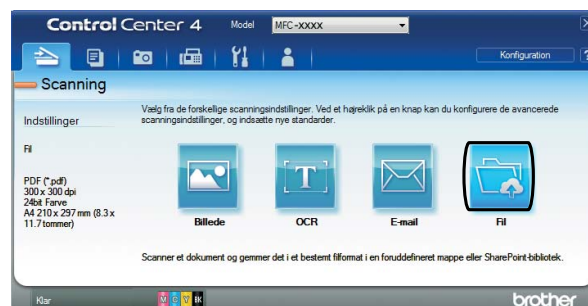 Control Center 4
Model
MFC-XXXX
Konfiguration
?
Scanning
Indstillinger
Vælg fra de forskellige scanningsindstillinger. Ved et højreklik på en knap kan du konfigurere de avancerede
scanningsindstillinger, og indsætte nye standarder.
Fil
PDF (*.pdf)
300 x 300 dpi
24bit Farve
A4 210 x 297 mm (8.3 x
11.7 tommer)
T
Billede
OCR
E-mail
Fil
Scanner et dokument og gemmer det i et bestemt filformat i en foruddefineret mappe eller SharePoint-bibliotek.
Klar
M C Y BK
brother